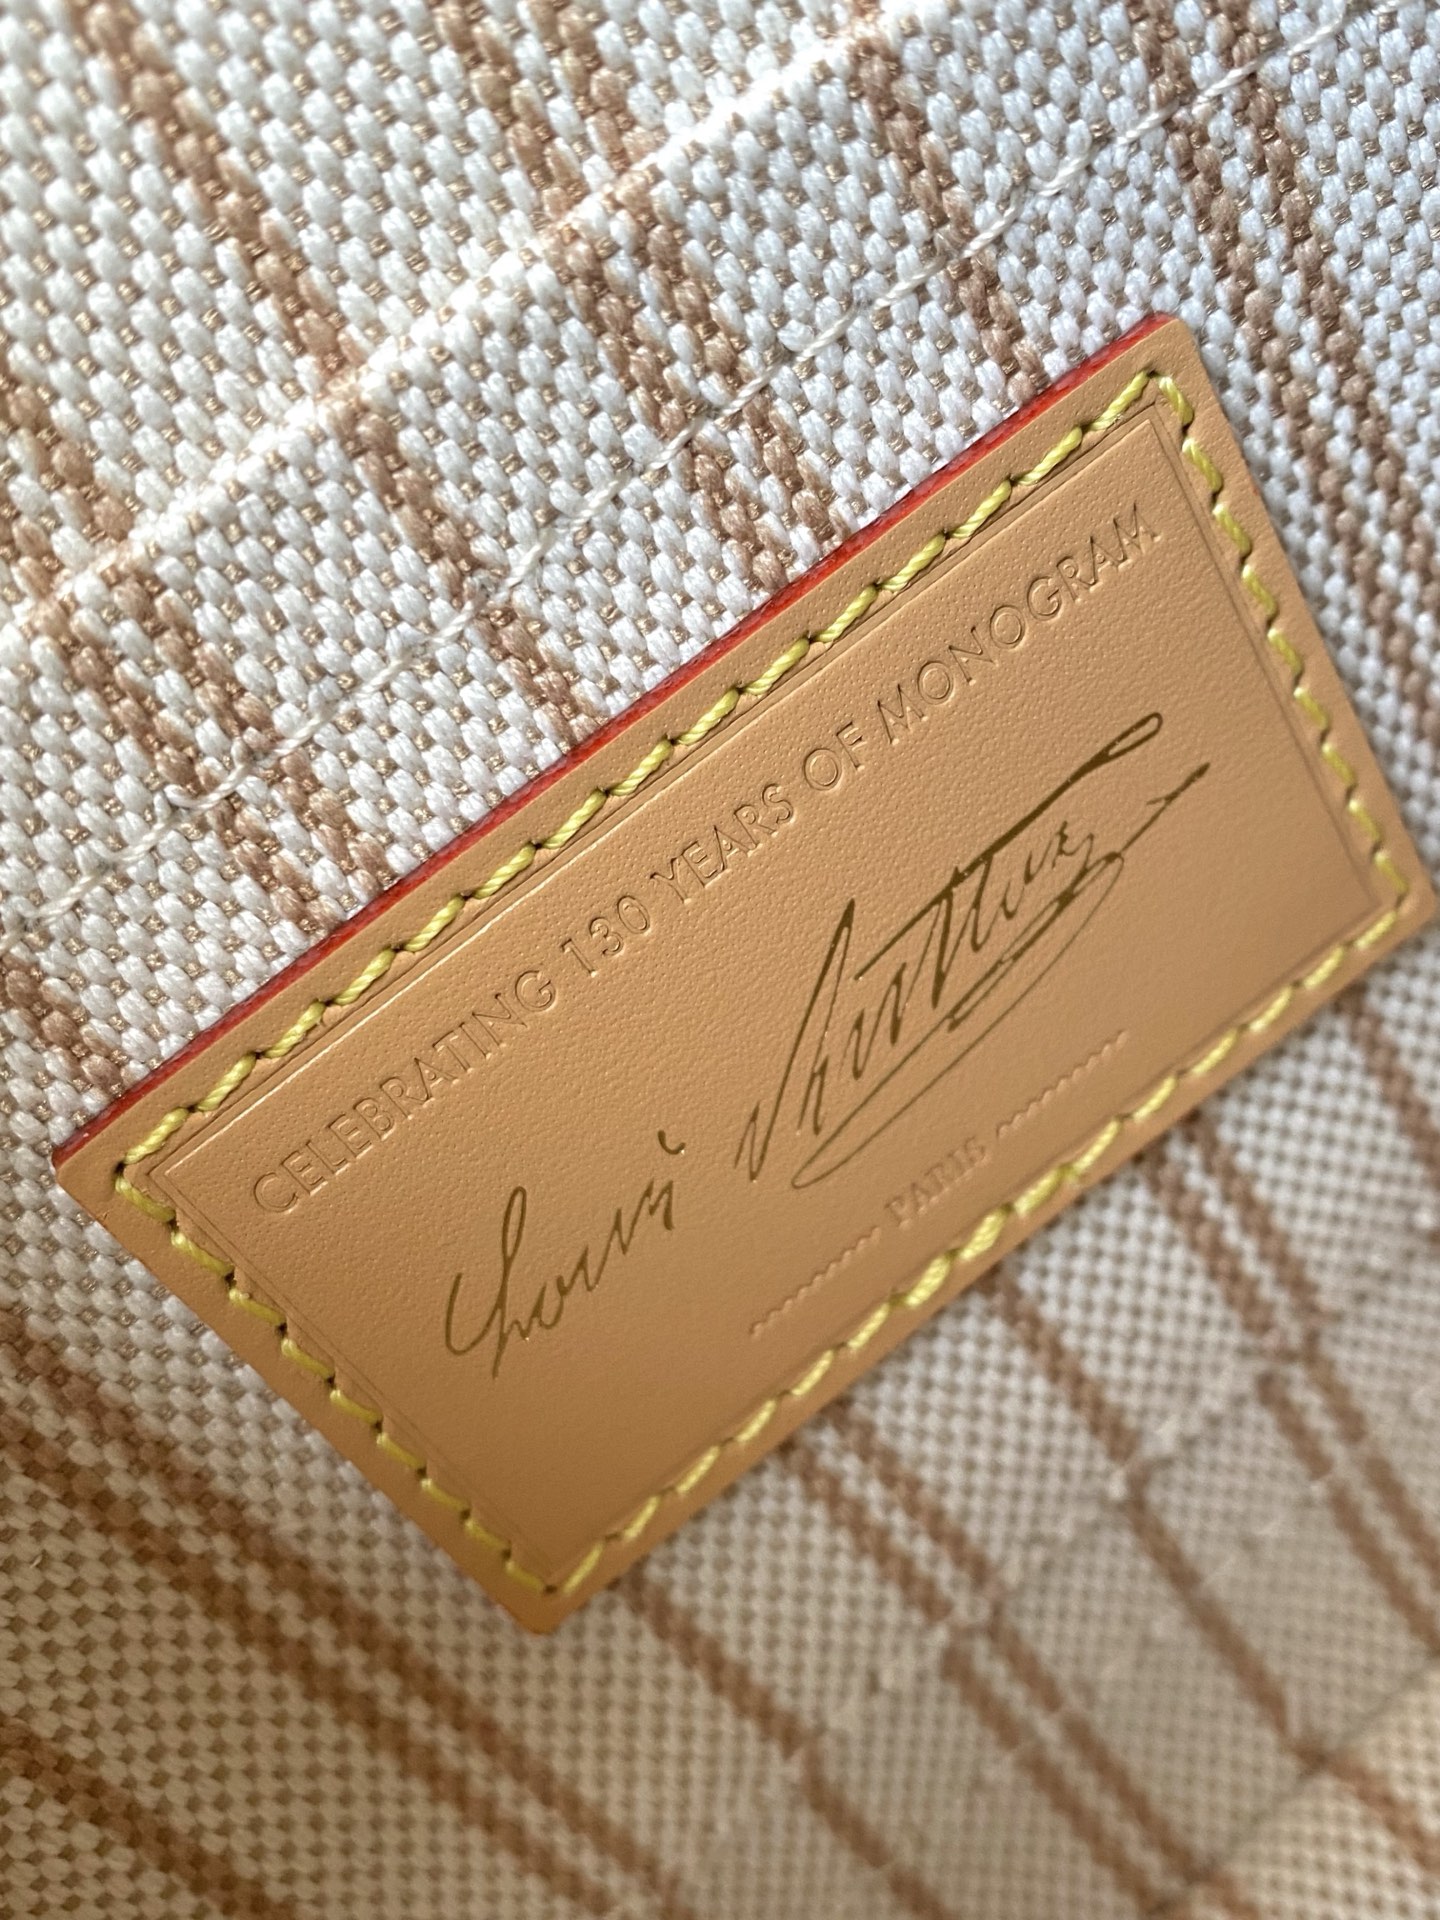 CELEBRATING 130 YEARS OF MONOGRAM
Louis Vuitton
PARIS